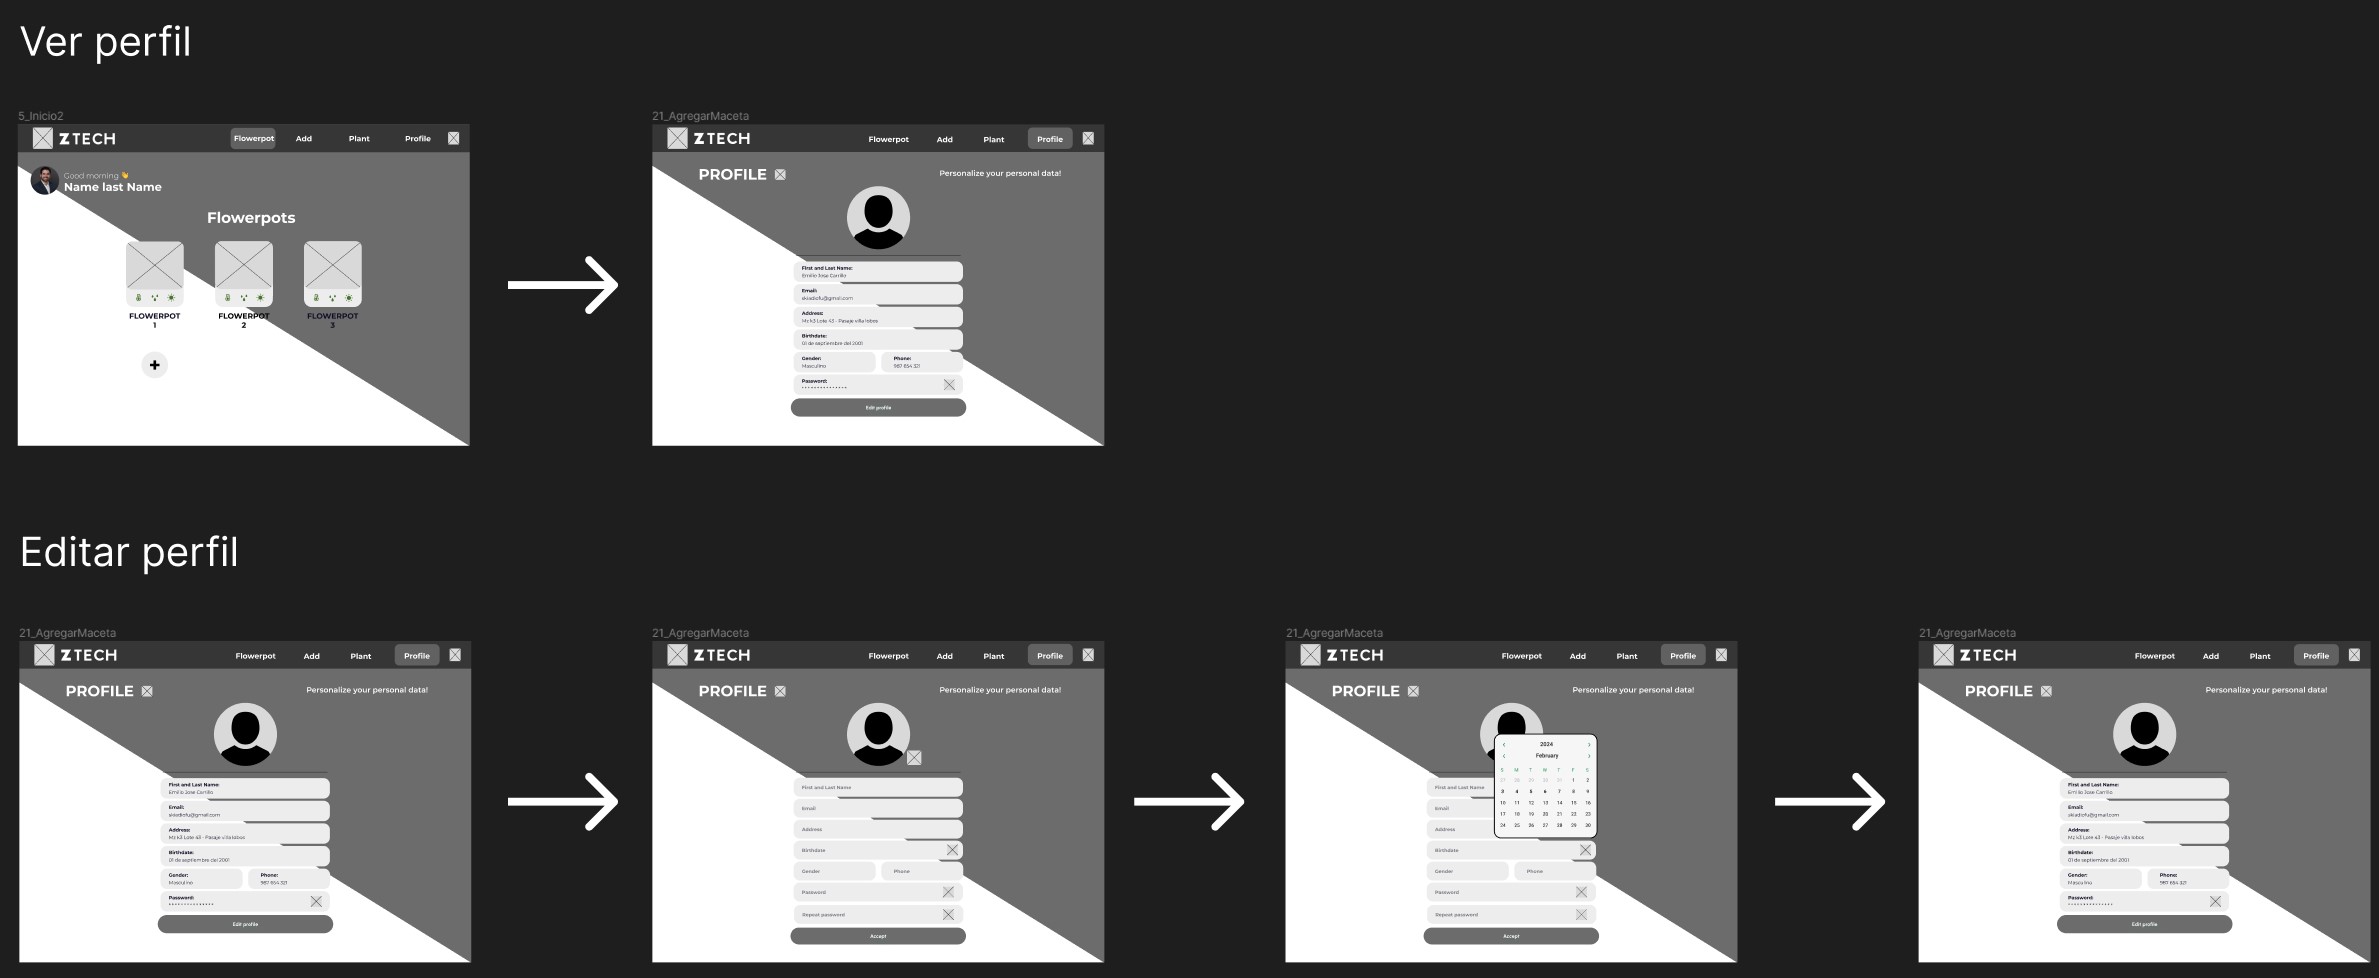 Ver perfil
5_Inicio2
ZTECH
Flowerpot
Add
Plant
Profile
Good morning 👋
Name last Name
Flowerpots
FLOWERPOT
1
FLOWERPOT
2
FLOWERPOT
3
+
21_AgregarMaceta
ZTECH
Flowerpot
Add
Plant
Profile
PROFILE
Personalize your personal data!
First and Last Name:
Emilio Jose Carrillo
Email:
skiadiofu@gmail.com
Address:
Mz k3 Lote 43 - Pasaje villa lobos
Birthdate:
01 de septiembre del 2001
Gender:
Masculino
Phone:
987 654 321
Password:
Edit profile
Editar perfil
21_AgregarMaceta
ZTECH
Flowerpot
Add
Plant
Profile
PROFILE
Personalize your personal data!
First and Last Name:
Emilio Jose Carrillo
Email:
skiadiofu@gmail.com
Address:
Mz k3 Lote 43 - Pasaje villa lobos
Birthdate:
01 de septiembre del 2001
Gender:
Masculino
Phone:
987 654 321
Password:
Edit profile
21_AgregarMaceta
ZTECH
Flowerpot
Add
Plant
Profile
PROFILE
Personalize your personal data!
First and Last Name
Email
Address
Birthdate
Gender
Phone
Password
Repeat password
Accept
21_AgregarMaceta
ZTECH
Flowerpot
Add
Plant
Profile
PROFILE
Personalize your personal data!
2024
February
S M T W T F S
27 28 29 30 31 1 2
3 4 5 6 7 8 9
10 11 12 13 14 15 16
17 18 19 20 21 22 23
24 25 26 27 28 29 30
First and Last Name
Email
Address
Birthdate
Gender
Phone
Password
Repeat password
Accept
21_AgregarMaceta
ZTECH
Flowerpot
Add
Plant
Profile
PROFILE
Personalize your personal data!
First and Last Name:
Emilio Jose Carrillo
Email:
skiadiofu@gmail.com
Address:
Mz k3 Lote 43 - Pasaje villa lobos
Birthdate:
01 de septiembre del 2001
Gender:
Masculino
Phone:
987 654 321
Password:
Edit profile